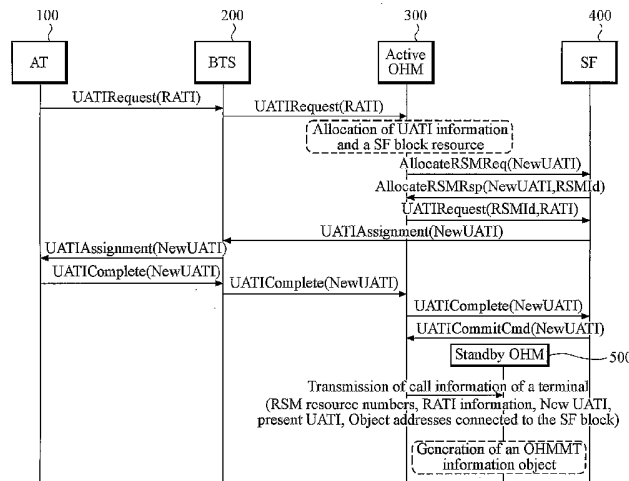 100
200
300
400
AT
BTS
Active
OHM
SF
UATIRequest(RATI)
UATIRequest(RATI)
Allocation of UATI information
and a SF block resource
AllocateRSMReq(NewUATI)
AllocateRSMRsp(NewUATI,RSMId)
UATIRequest(RSMId,RATI)
UATIAssignment(NewUATI)
UATIAssignment(NewUATI)
UATIComplete(NewUATI)
UATIComplete(NewUATI)
UATIComplete(NewUATI)
UATICommitCmd(NewUATI)
Standby OHM
500
Transmission of call information of a terminal
(RSM resource numbers, RATI information, New UATI,
present UATI, Object addresses connected to the SF block)
Generation of an OHMMT
information object